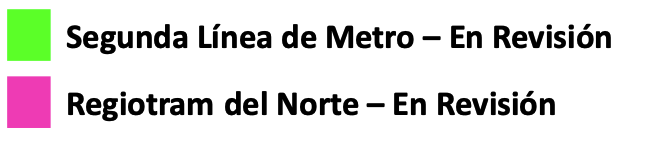 Segunda Línea de Metro – En Revisión
Regiotram del Norte – En Revisión